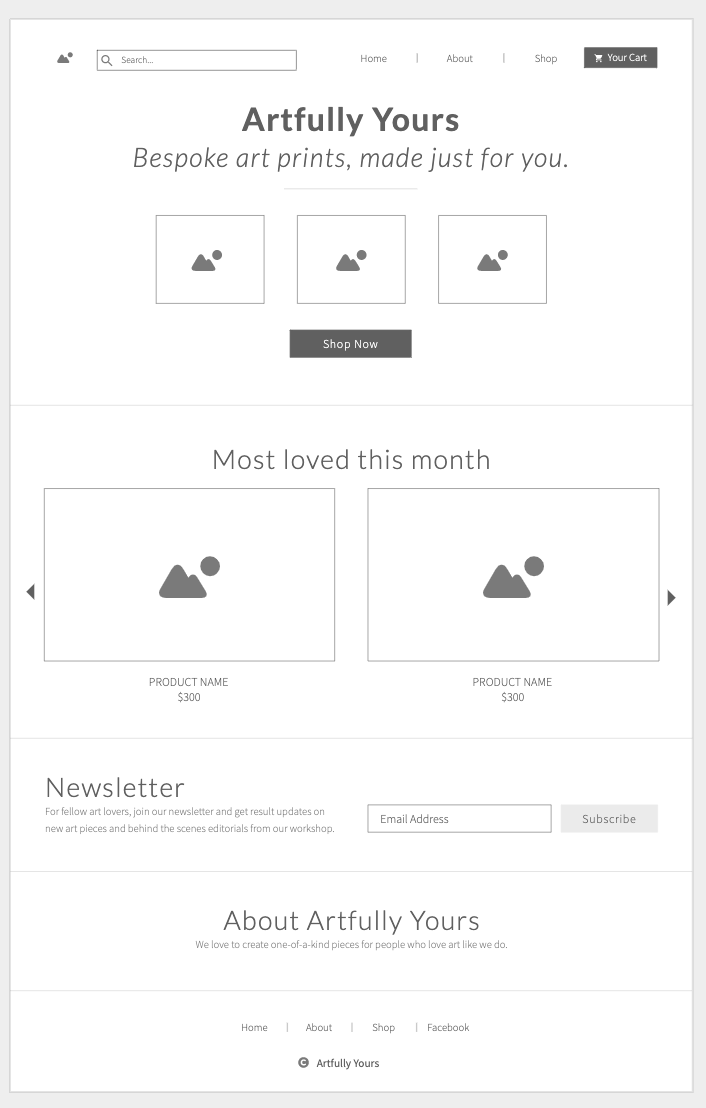 Search...
Home | About | Shop
Your Cart
Artfully Yours
Bespoke art prints, made just for you.
Shop Now
Most loved this month
PRODUCT NAME
$300
PRODUCT NAME
$300
Newsletter
For fellow art lovers, join our newsletter and get result updates on
new art pieces and behind the scenes editorials from our workshop.
Email Address
Subscribe
About Artfully Yours
We love to create one-of-a-kind pieces for people who love art like we do.
Home | About | Shop | Facebook
© Artfully Yours